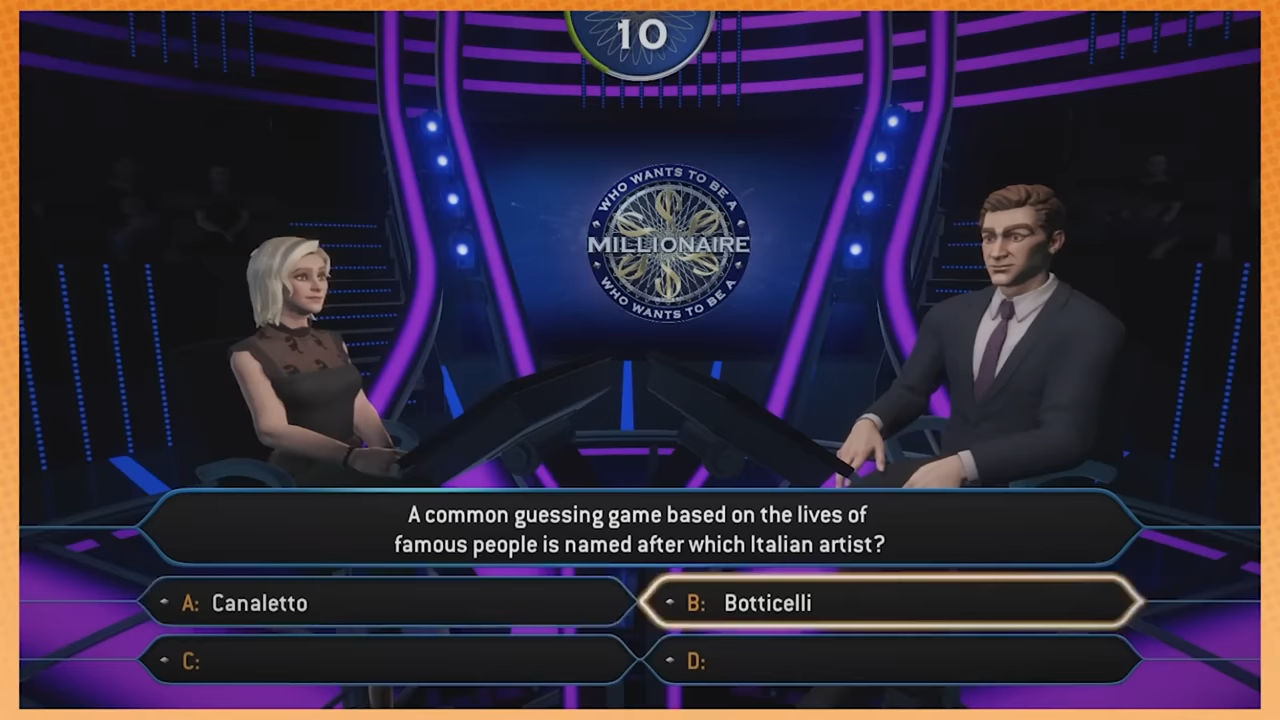 10
WHO WANTS TO BE A
MILLIONAIRE
WHO WANTS TO BE A
A common guessing game based on the lives of
famous people is named after which Italian artist?
A: Canaletto
B: Botticelli
C:
D: